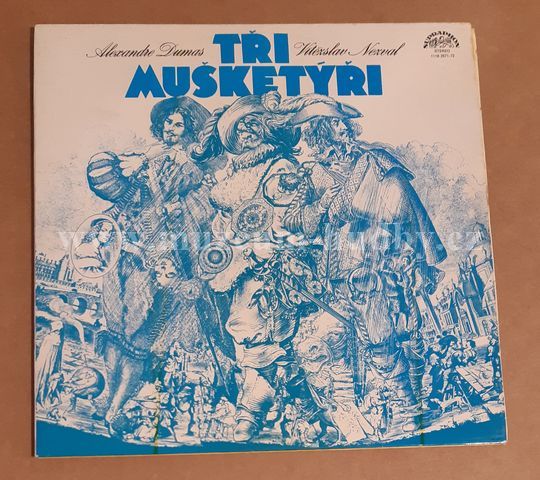 Alexandre Dumas TŘI Vítězslav Nezval
MUŠKETÝŘI
SUPRAPHON
STEREO